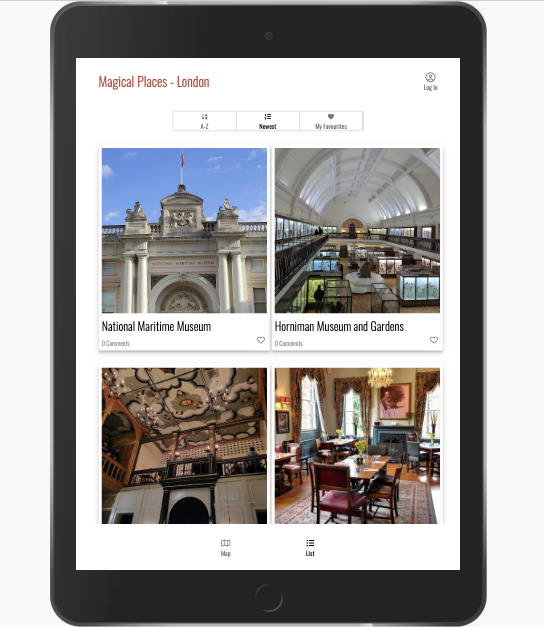 Magical Places - London
Log In
A-Z
Newest
My Favourites
NATIONAL MARITIME MUSEUM
National Maritime Museum
0 Comments
Horniman Museum and Gardens
0 Comments
Map
List